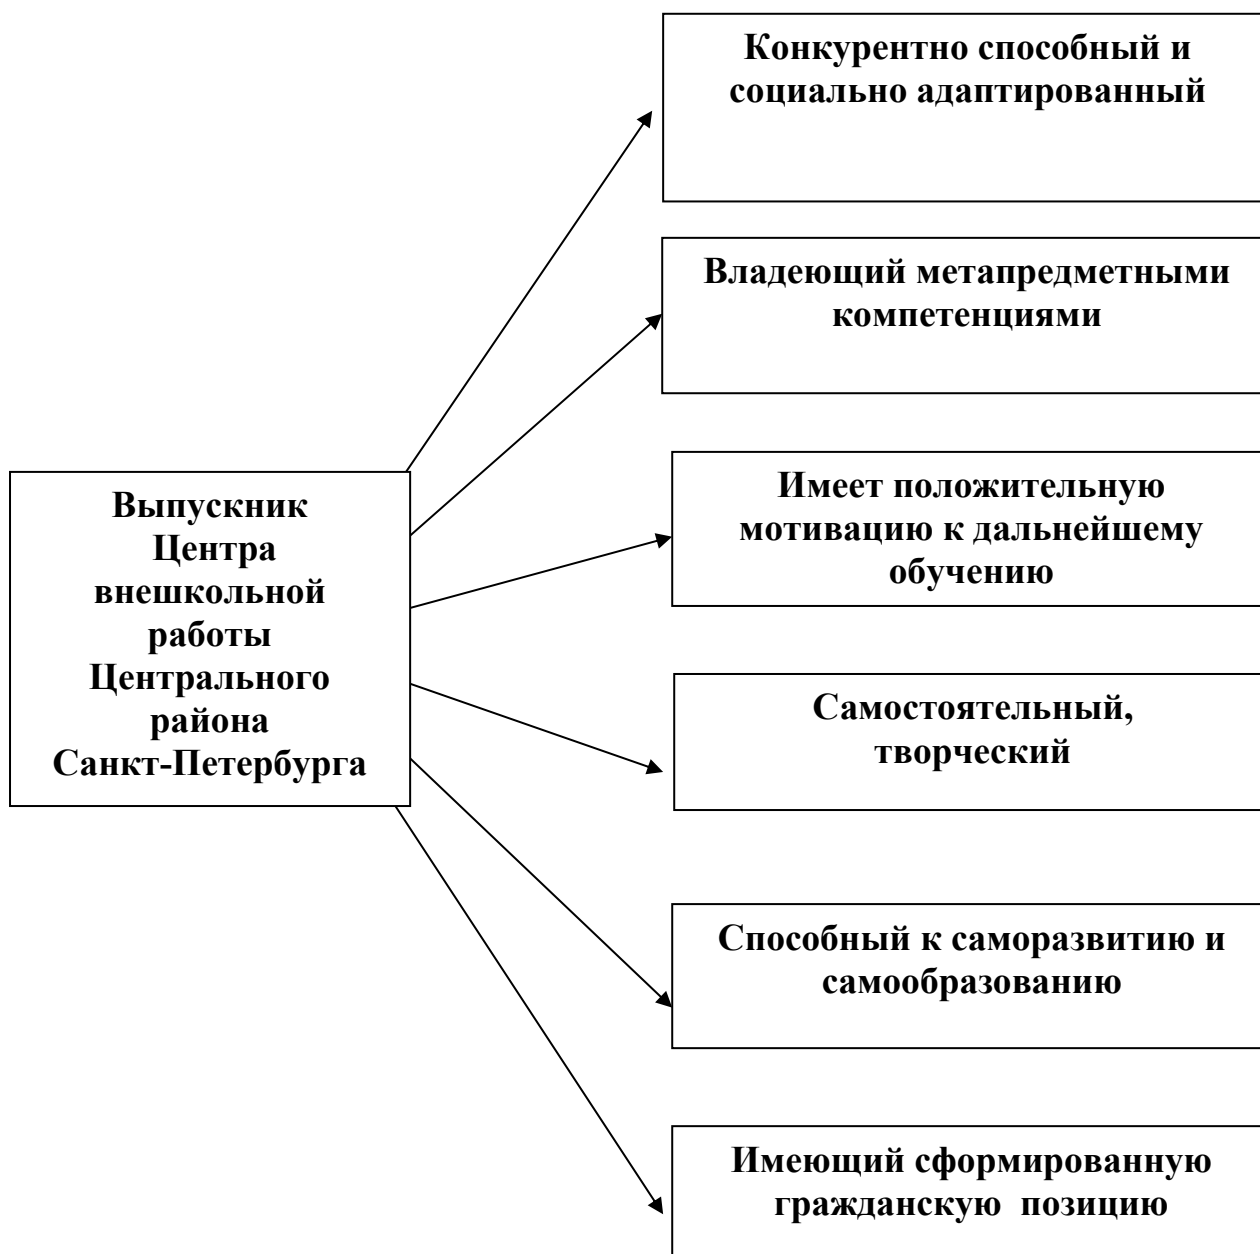 Конкурентно способный и
социально адаптированный
Владеющий метапредметными
компетенциями
Имеет положительную
мотивацию к дальнейшему
обучению
Выпускник
Центра
внешкольной
работы
Центрального
района
Санкт-Петербурга
Самостоятельный,
творческий
Способный к саморазвитию и
самообразованию
Имеющий сформированную
гражданскую позицию